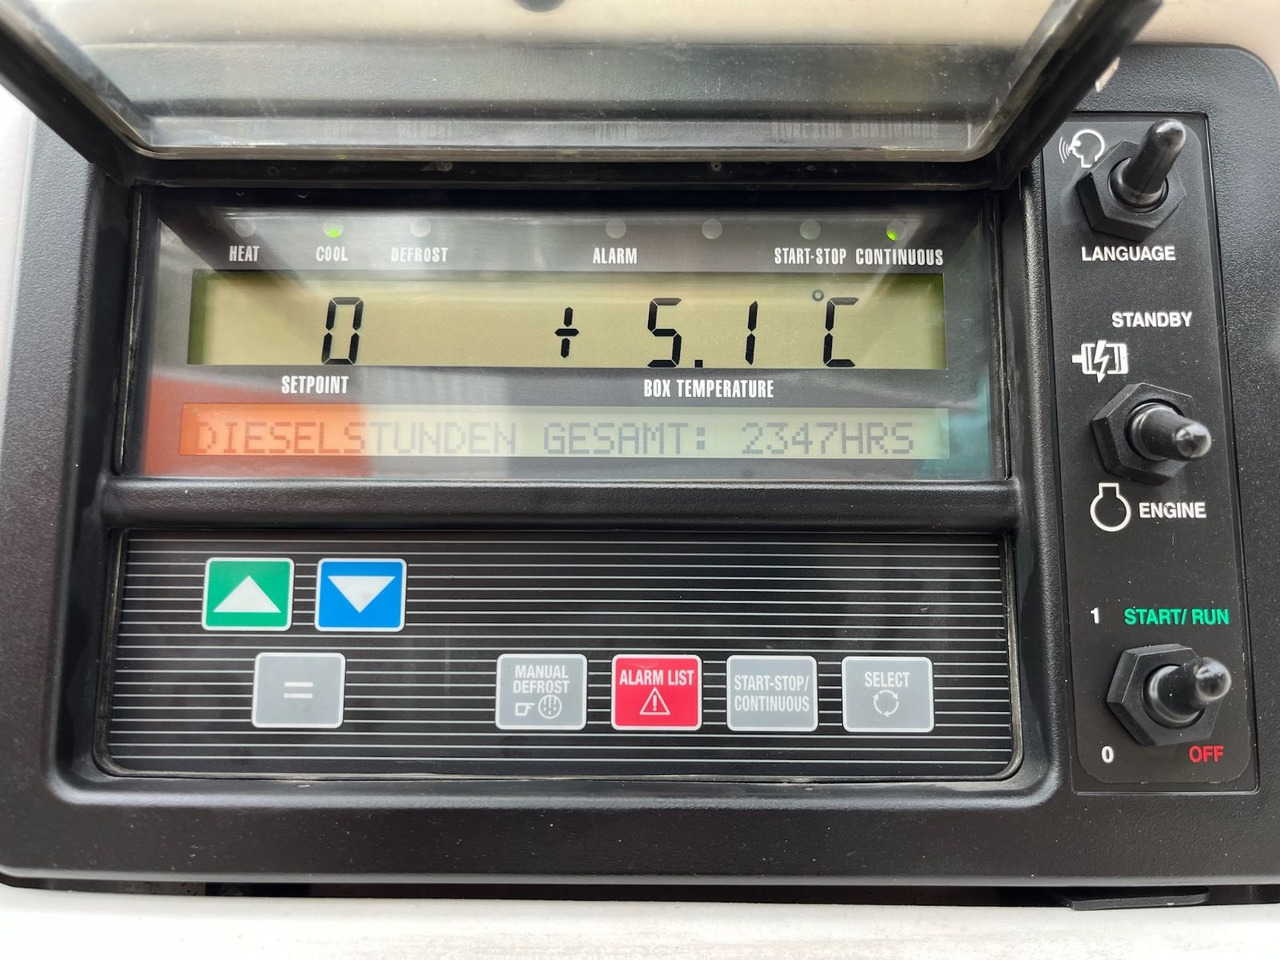 HEAT COOL DEFROST ALARM START-STOP CONTINUOUS
0 + 5.1 °C
SETPOINT BOX TEMPERATURE
DIESELSTUNDEN GESAMT: 2347HRS
=
MANUAL
DEFROST
ALARM LIST
START-STOP/
CONTINUOUS
SELECT
LANGUAGE
STANDBY
ENGINE
1 START/ RUN
0 OFF